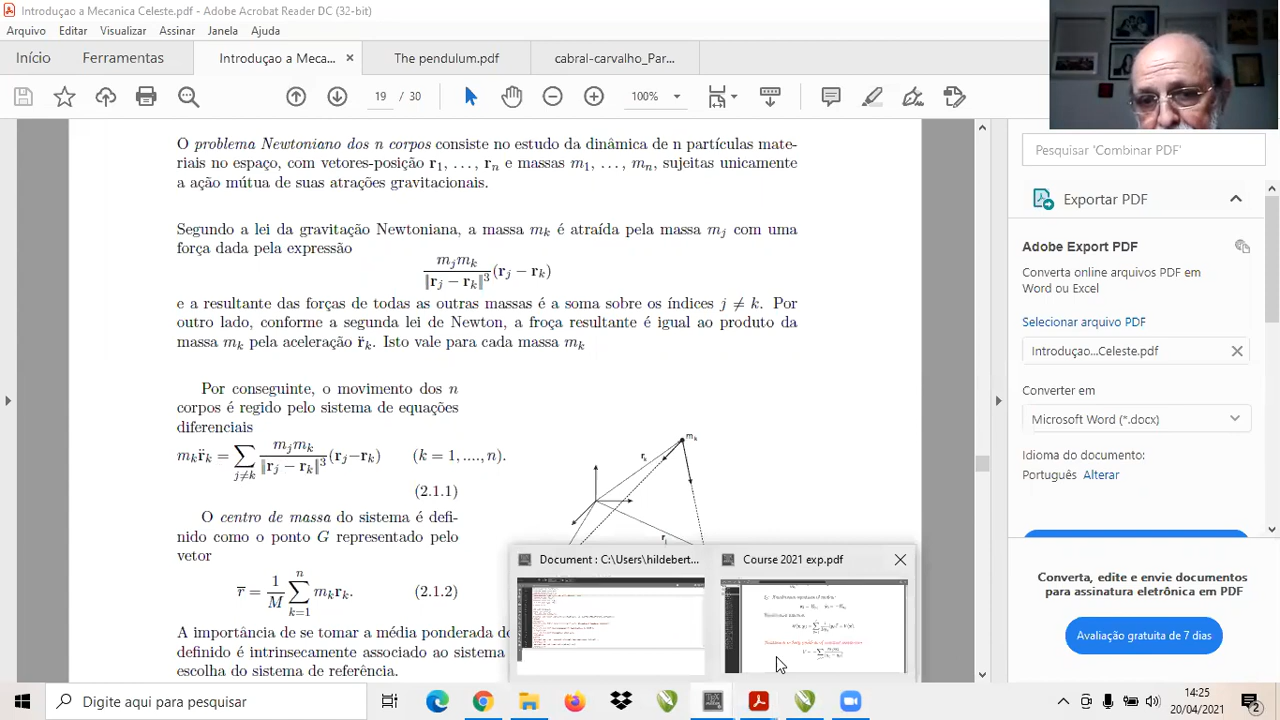 Introduçao a Mecanica Celeste.pdf - Adobe Acrobat Reader DC (32-bit)
Arquivo Editar Visualizar Assinar Janela Ajuda
Início Ferramentas Introduçao a Meca... The pendulum.pdf cabral-carvalho_Par...
19 / 30 100%
O problema Newtoniano dos n corpos consiste no estudo da dinâmica de n partículas mate-
riais no espaço, com vetores-posição r1, ..., rn e massas m1, ..., mn, sujeitas unicamente
a ação mútua de suas atrações gravitacionais.
Segundo a lei da gravitação Newtoniana, a massa mk é atraída pela massa mj com uma
força dada pela expressão
mjmk / ‖rj − rk‖³ (rj − rk)
e a resultante das forças de todas as outras massas é a soma sobre os índices j ≠ k. Por
outro lado, conforme a segunda lei de Newton, a froça resultante é igual ao produto da
massa mk pela aceleração r̈k. Isto vale para cada massa mk
Por conseguinte, o movimento dos n
corpos é regido pelo sistema de equações
diferenciais
mkr̈k = ∑j≠k mjmk / ‖rj − rk‖³ (rj−rk) (k = 1, ...., n).
(2.1.1)
O centro de massa do sistema é defi-
nido como o ponto G representado pelo
vetor
r̅ = 1/M ∑k=1n mkrk. (2.1.2)
A importância de se tomar a média ponderada d
definido é intrinsecamente associado ao sistema
escolha do sistema de referência.
mk
rk
rj
Document : C:\Users\hildebert...
Course 2021 exp.pdf
Pesquisar 'Combinar PDF'
Exportar PDF
Adobe Export PDF
Converta online arquivos PDF em
Word ou Excel
Selecionar arquivo PDF
Introduçao...Celeste.pdf
Converter em
Microsoft Word (*.docx)
Idioma do documento:
Português Alterar
Converta, edite e envie documentos
para assinatura eletrônica em PDF
Avaliação gratuita de 7 dias
Digite aqui para pesquisar
14:25
20/04/2021
2